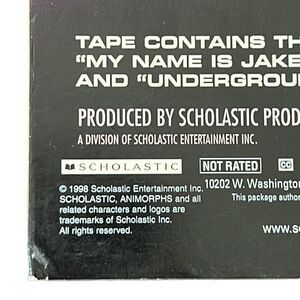 TAPE CONTAINS TH
"MY NAME IS JAKE
AND "UNDERGROU
PRODUCED BY SCHOLASTIC PROD
A DIVISION OF SCHOLASTIC ENTERTAINMENT INC.
SCHOLASTIC NOT RATED CC
© 1998 Scholastic Entertainment Inc.
SCHOLASTIC, ANIMORPHS and all
related characters and logos are
trademarks of Scholastic Inc.
All rights reserved.
10202 W. Washington
This package author
www.s